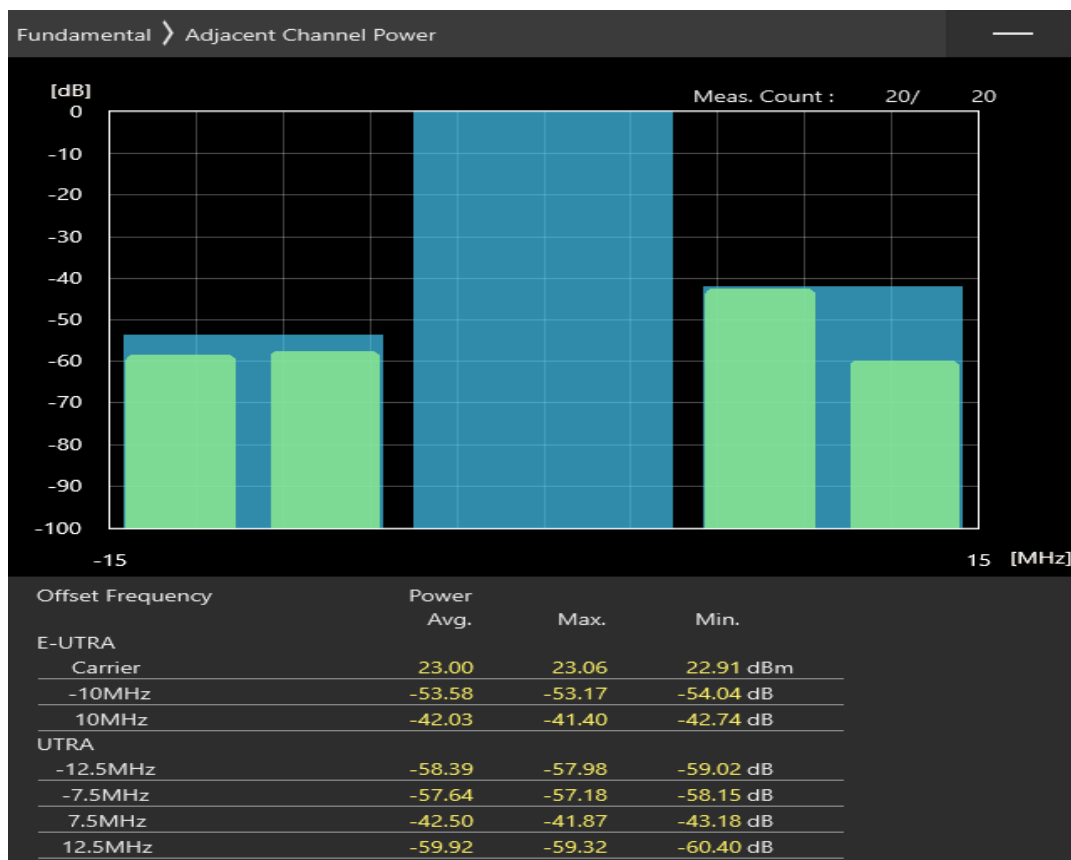 Fundamental ❯ Adjacent Channel Power
[dB]
Meas. Count : 20/ 20
0
-10
-20
-30
-40
-50
-60
-70
-80
-90
-100
-15 15 [MHz]
Offset Frequency Power
Avg. Max. Min.
E-UTRA
Carrier 23.00 23.06 22.91 dBm
-10MHz -53.58 -53.17 -54.04 dB
10MHz -42.03 -41.40 -42.74 dB
UTRA
-12.5MHz -58.39 -57.98 -59.02 dB
-7.5MHz -57.64 -57.18 -58.15 dB
7.5MHz -42.50 -41.87 -43.18 dB
12.5MHz -59.92 -59.32 -60.40 dB